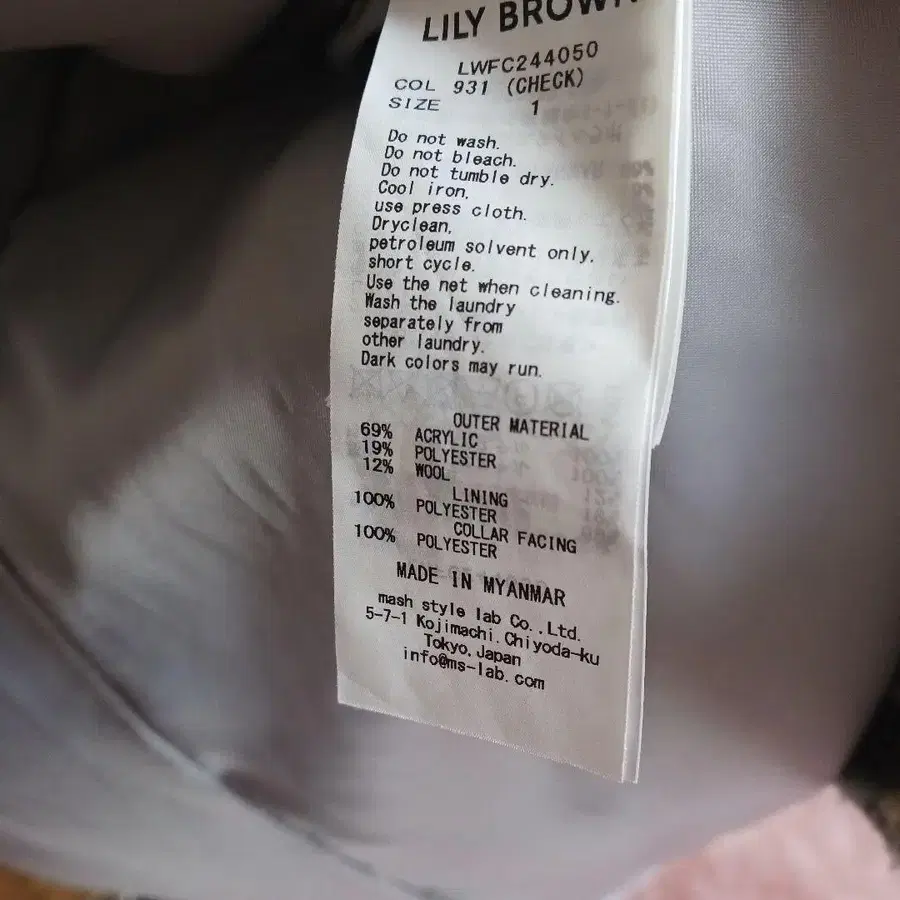 LILY BROWN
LWFC244050
COL 931 (CHECK)
SIZE 1
Do not wash.
Do not bleach.
Do not tumble dry.
Cool iron,
use press cloth.
Dryclean,
petroleum solvent only,
short cycle.
Use the net when cleaning.
Wash the laundry
separately from
other laundry.
Dark colors may run.
OUTER MATERIAL
69% ACRYLIC
19% POLYESTER
12% WOOL
LINING
100% POLYESTER
COLLAR FACING
100% POLYESTER
MADE IN MYANMAR
mash style lab Co.,Ltd.
5-7-1 Kojimachi.Chiyoda-ku
Tokyo.Japan
info@ms-lab.com